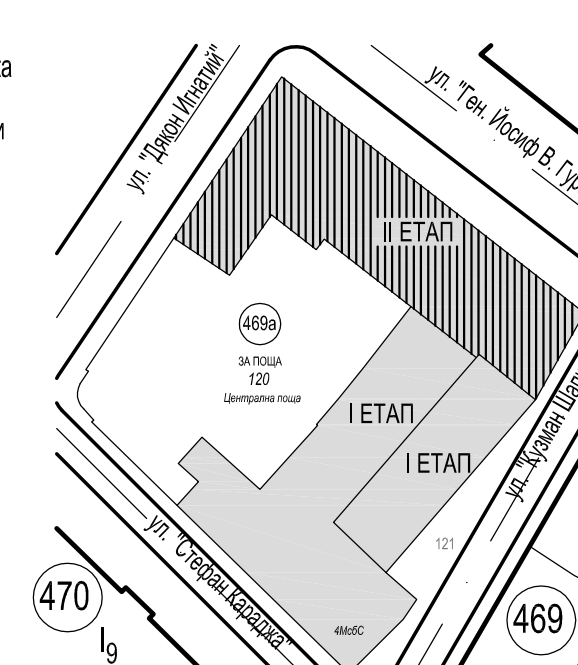 ул. "Дякон Игнатий"
ул. "Ген. Йосиф В. Гур
II ЕТАП
469а
ЗА ПОЩА
120
Централна поща
I ЕТАП
I ЕТАП
ул. "Кузман Шап
ул. "Стефан Караджа"
121
470
469
4МсбС
I9